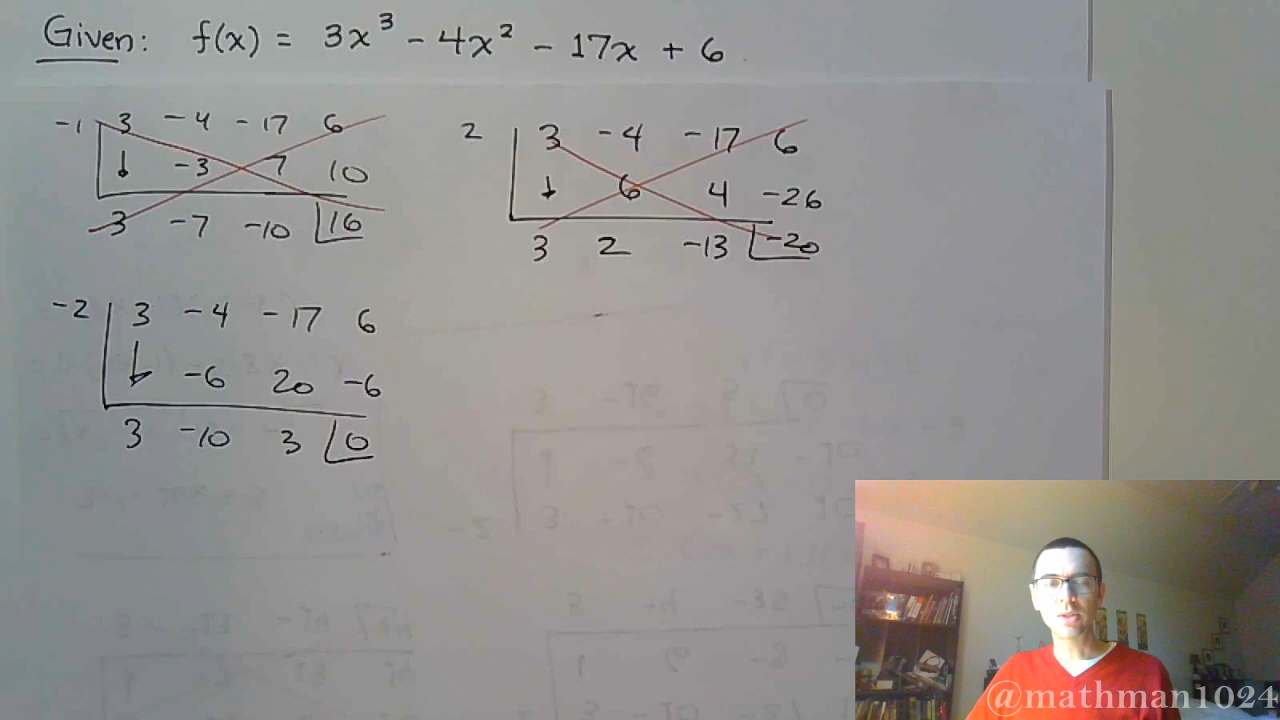 Given: f(x) = 3x³ - 4x² - 17x + 6
-1 3 -4 -17 6
-3 7 10
3 -7 -10 16
2 3 -4 -17 6
6 4 -26
3 2 -13 -20
-2 3 -4 -17 6
-6 20 -6
3 -10 3 0
@mathman1024